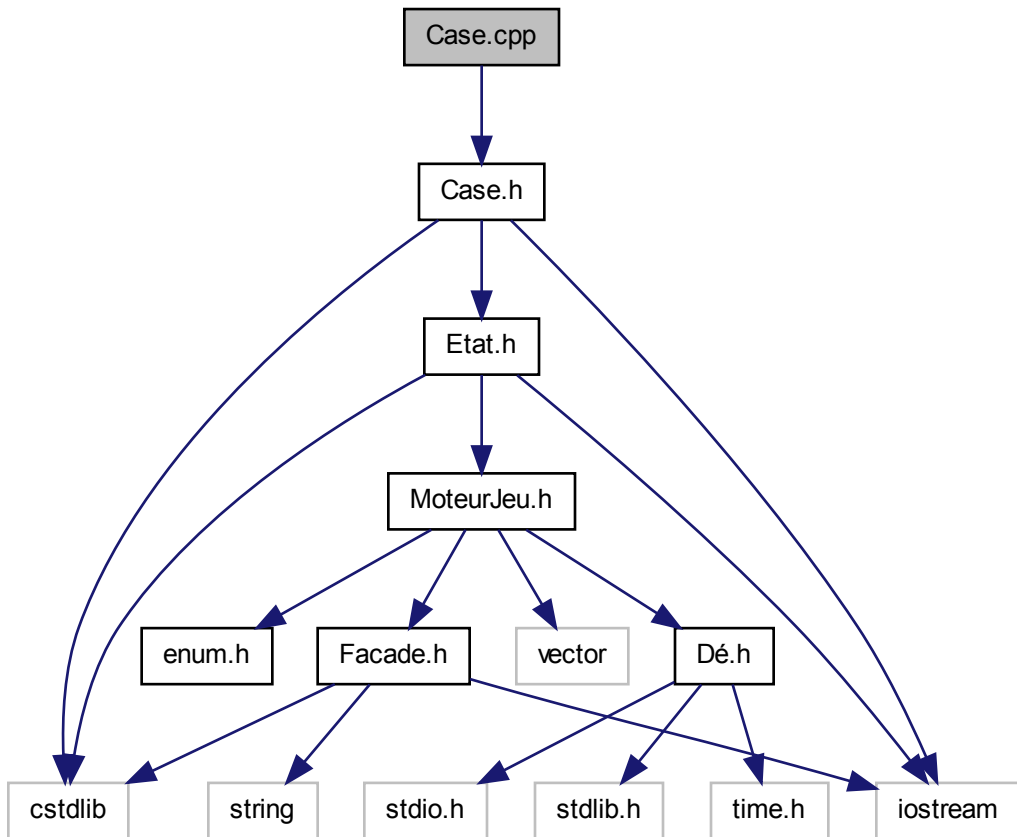 Case.cpp
Case.h
Etat.h
MoteurJeu.h
enum.h
Facade.h
vector
Dé.h
cstdlib
string
stdio.h
stdlib.h
time.h
iostream